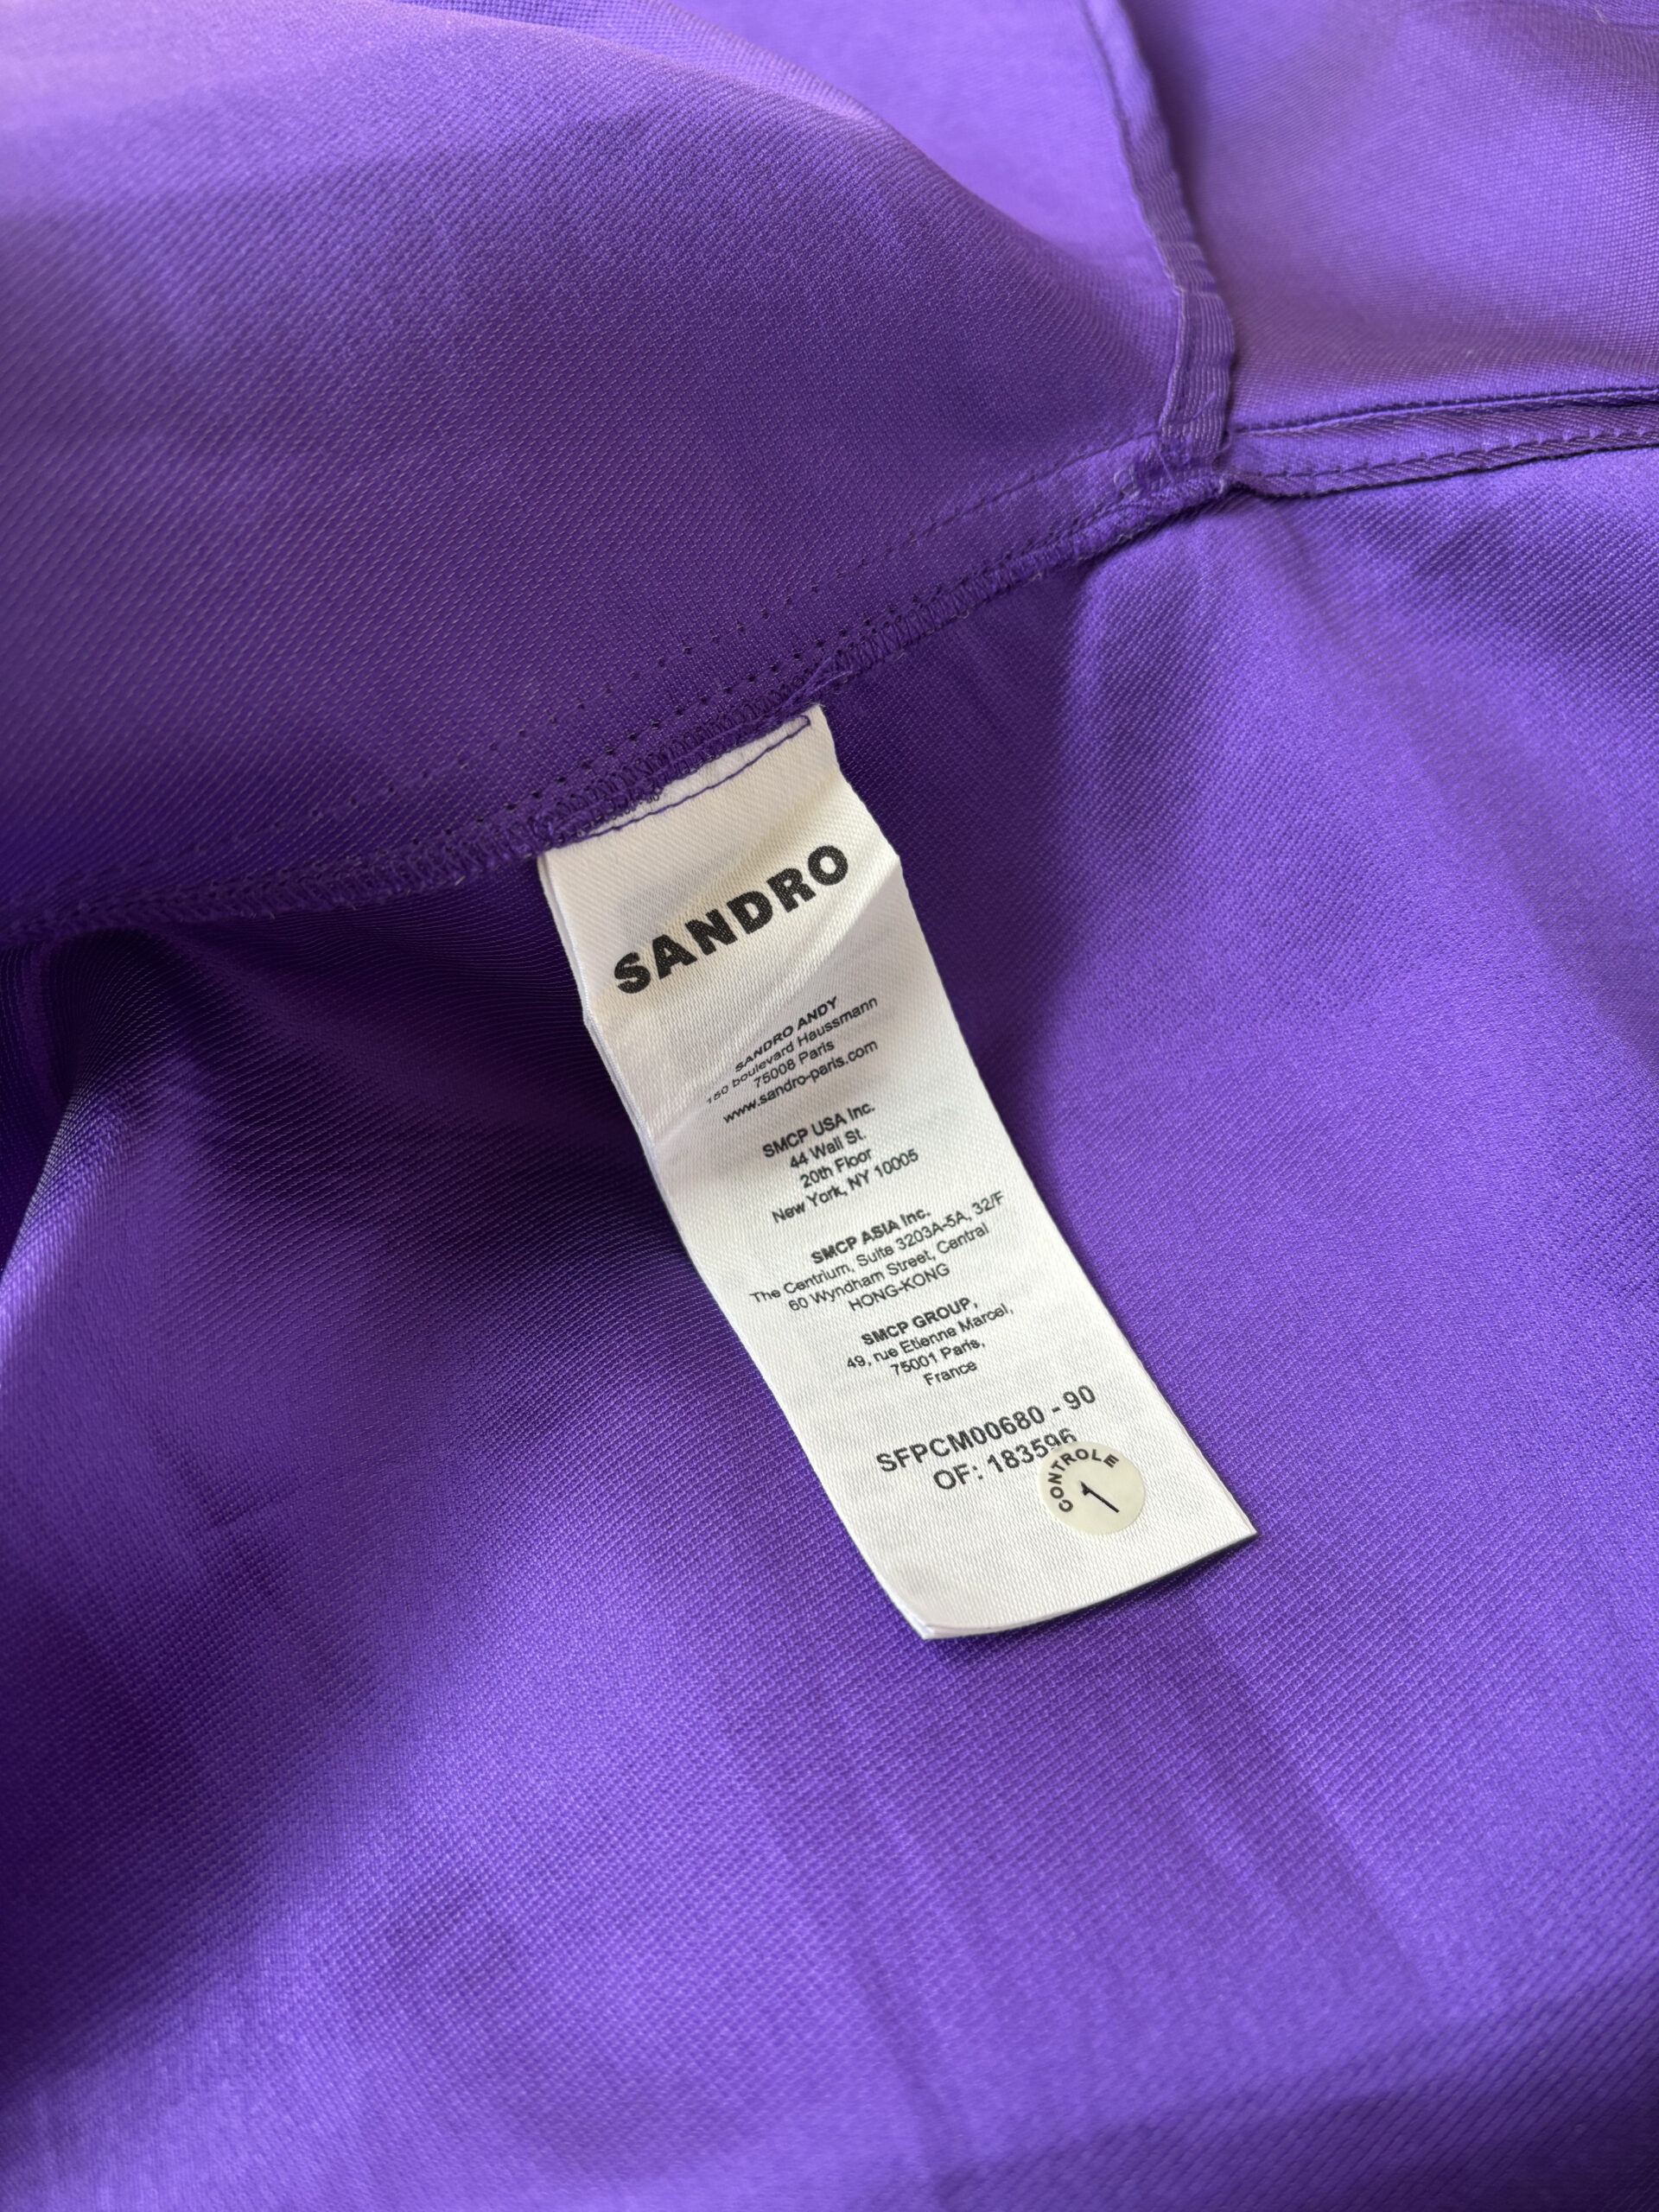 SANDRO
SANDRO ANDY
150 boulevard Haussmann
75008 Paris
www.sandro-paris.com
SMCP USA Inc.
44 Wall St.
20th Floor
New York, NY 10005
SMCP ASIA Inc.
The Centrium, Suite 3203A-5A, 32/F
60 Wyndham Street, Central
HONG-KONG
SMCP GROUP,
49, rue Etienne Marcel,
75001 Paris,
France
SFPCM00680 - 90
OF: 183596
CONTROLE
1